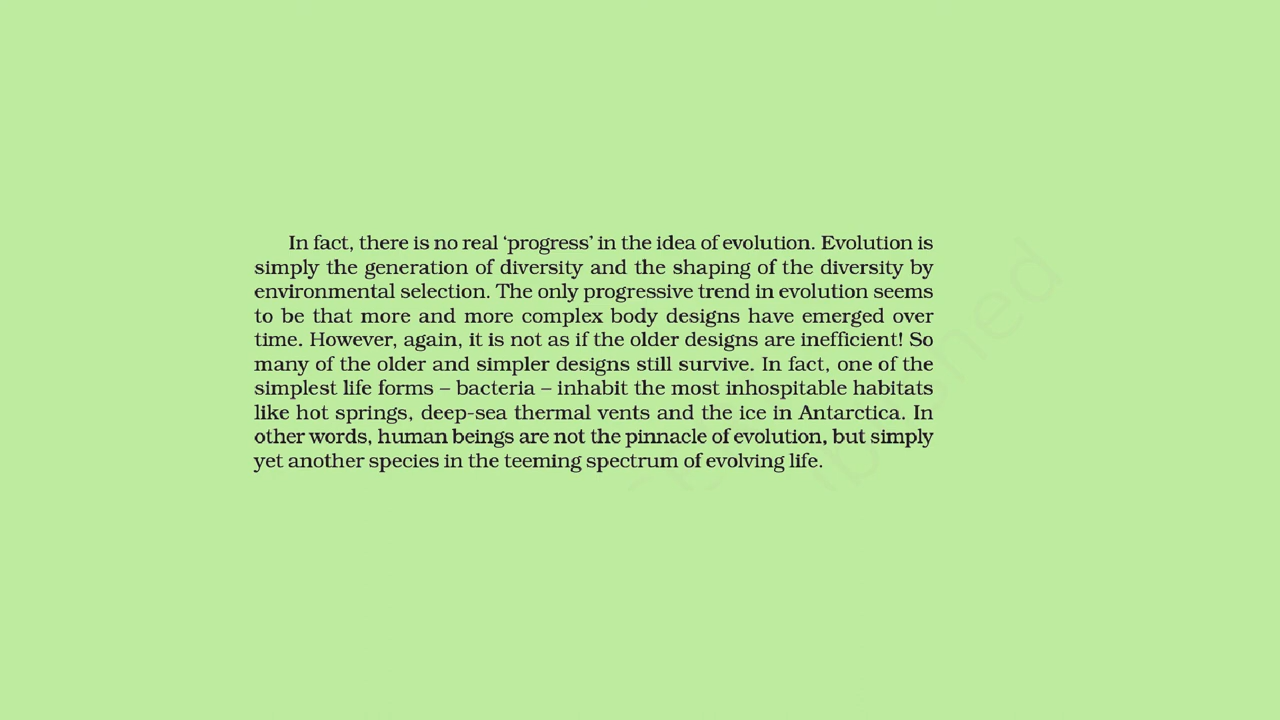 In fact, there is no real ‘progress’ in the idea of evolution. Evolution is
simply the generation of diversity and the shaping of the diversity by
environmental selection. The only progressive trend in evolution seems
to be that more and more complex body designs have emerged over
time. However, again, it is not as if the older designs are inefficient! So
many of the older and simpler designs still survive. In fact, one of the
simplest life forms – bacteria – inhabit the most inhospitable habitats
like hot springs, deep-sea thermal vents and the ice in Antarctica. In
other words, human beings are not the pinnacle of evolution, but simply
yet another species in the teeming spectrum of evolving life.